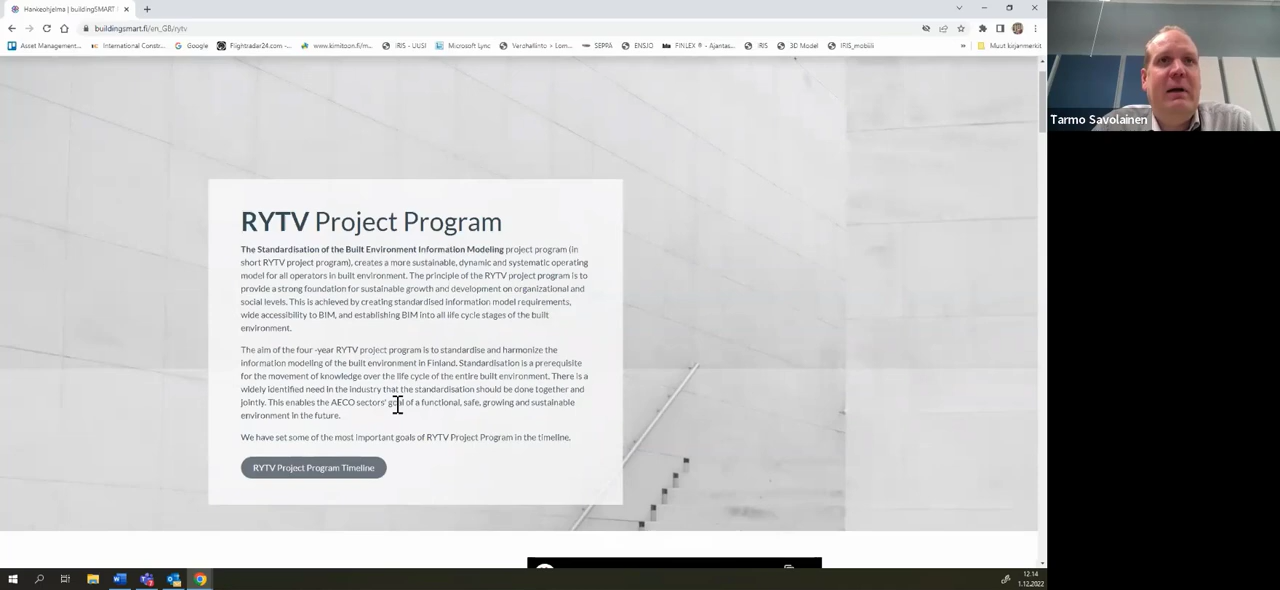 Hankeohjelma | buildingSMART
buildingsmart.fi/en_GB/rytv
Asset Management... International Constr... Google Flightradar24.com -... www.kimitoon.fi/m... IRIS - UUSI Microsoft Lync Verohallinto > Lom... SEPPA ENSJO FINLEX ® - Ajantas... IRIS 3D Model IRIS_mobiili » Muut kirjanmerkit
RYTV Project Program
The Standardisation of the Built Environment Information Modeling project program (in
short RYTV project program), creates a more sustainable, dynamic and systematic operating
model for all operators in built environment. The principle of the RYTV project program is to
provide a strong foundation for sustainable growth and development on organizational and
social levels. This is achieved by creating standardised information model requirements,
wide accessibility to BIM, and establishing BIM into all life cycle stages of the built
environment.
The aim of the four -year RYTV project program is to standardise and harmonize the
information modeling of the built environment in Finland. Standardisation is a prerequisite
for the movement of knowledge over the life cycle of the entire built environment. There is a
widely identified need in the industry that the standardisation should be done together and
jointly. This enables the AECO sectors' goal of a functional, safe, growing and sustainable
environment in the future.
We have set some of the most important goals of RYTV Project Program in the timeline.
RYTV Project Program Timeline
Tarmo Savolainen
12.14
1.12.2022